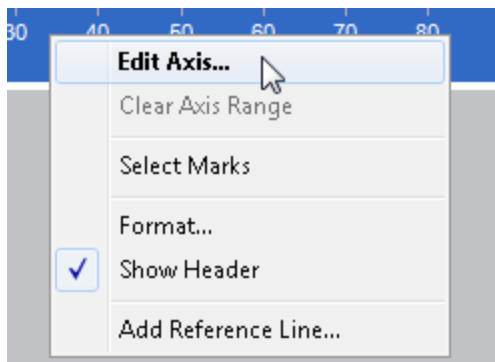 30 40 50 60 70 80
Edit Axis...
Clear Axis Range
Select Marks
Format...
Show Header
Add Reference Line...